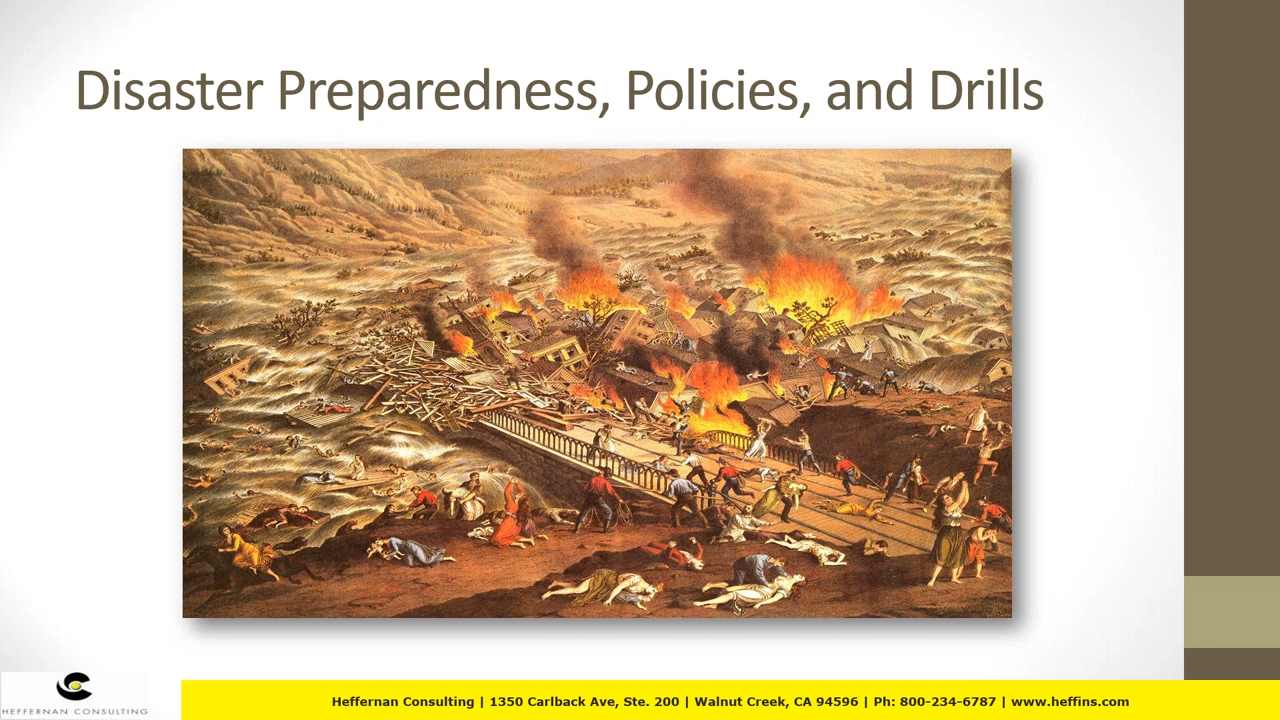 Disaster Preparedness, Policies, and Drills
HEFFERNAN CONSULTING
Heffernan Consulting | 1350 Carlback Ave, Ste. 200 | Walnut Creek, CA 94596 | Ph: 800-234-6787 | www.heffins.com